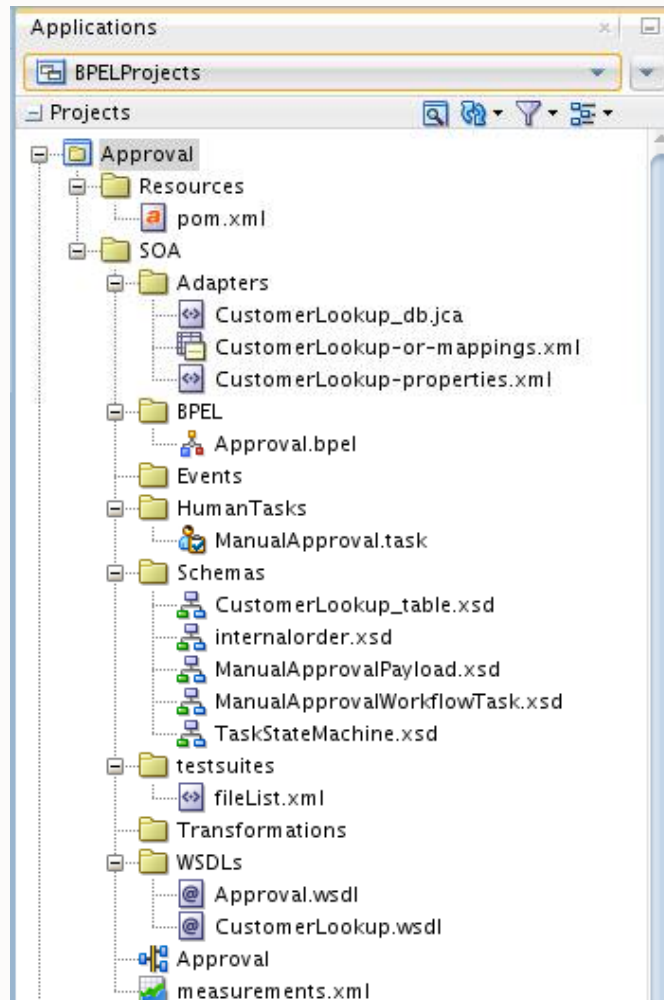 Applications
BPELProjects
Projects
Approval
Resources
pom.xml
SOA
Adapters
CustomerLookup_db.jca
CustomerLookup-or-mappings.xml
CustomerLookup-properties.xml
BPEL
Approval.bpel
Events
HumanTasks
ManualApproval.task
Schemas
CustomerLookup_table.xsd
internalorder.xsd
ManualApprovalPayload.xsd
ManualApprovalWorkflowTask.xsd
TaskStateMachine.xsd
testsuites
fileList.xml
Transformations
WSDLs
Approval.wsdl
CustomerLookup.wsdl
Approval
measurements.xml